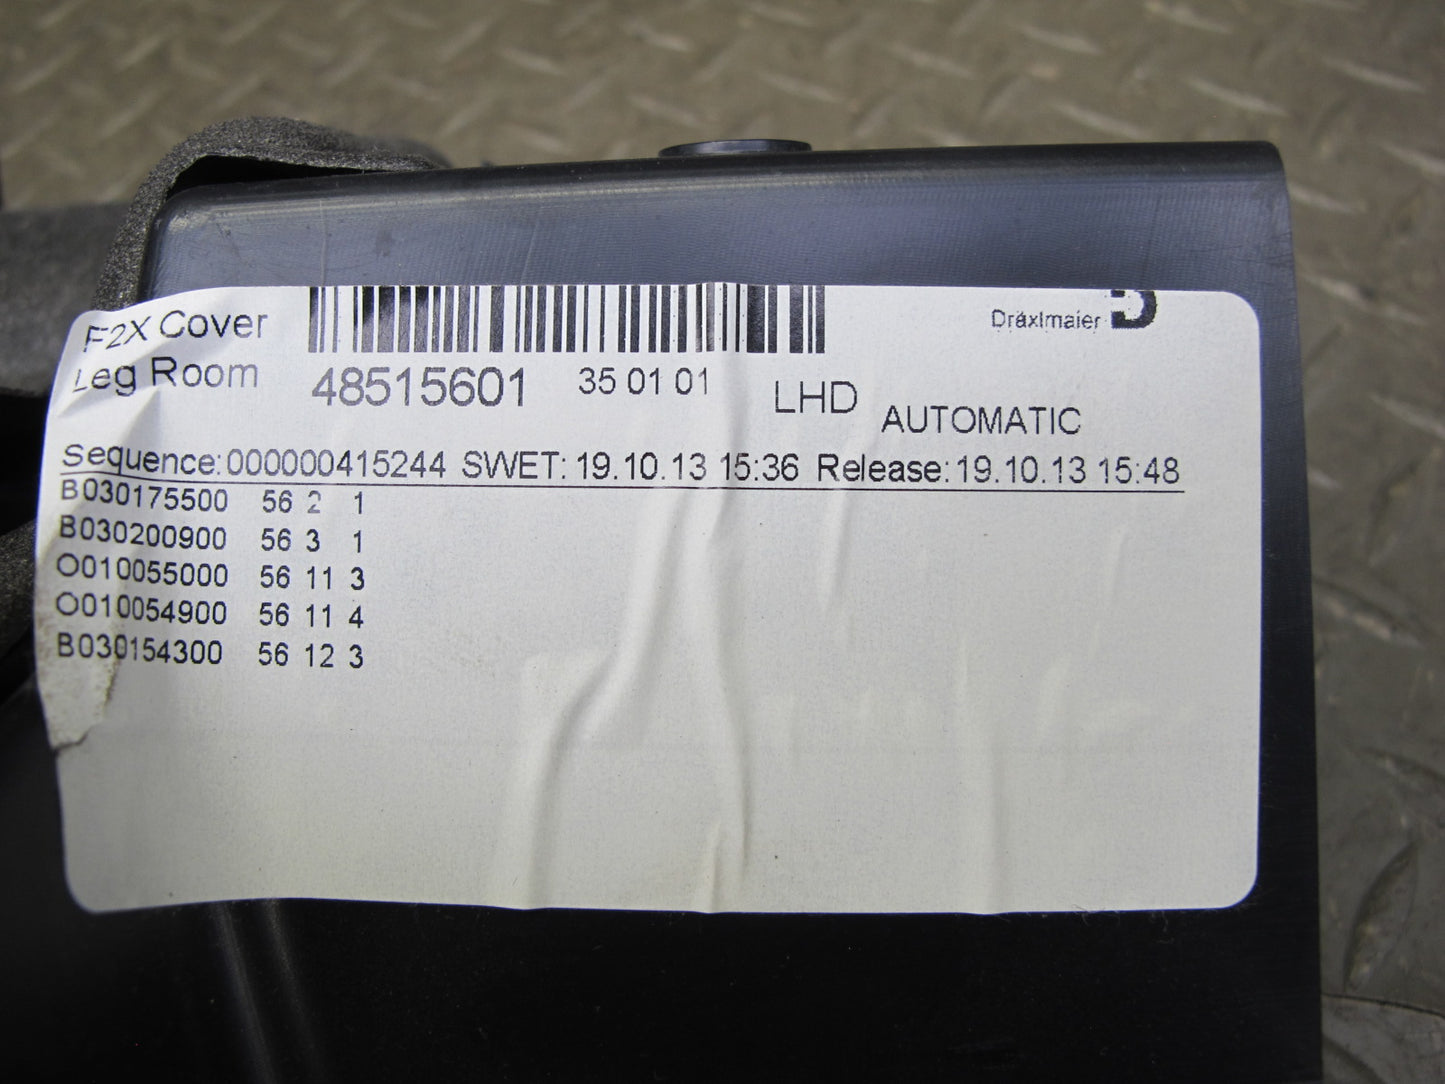 F2X Cover
Leg Room
48515601 35 01 01
LHD
AUTOMATIC
Dräxlmaier
Sequence:000000415244 SWET: 19.10.13 15:36 Release:19.10.13 15:48
B030175500 56 2 1
B030200900 56 3 1
O010055000 56 11 3
O010054900 56 11 4
B030154300 56 12 3